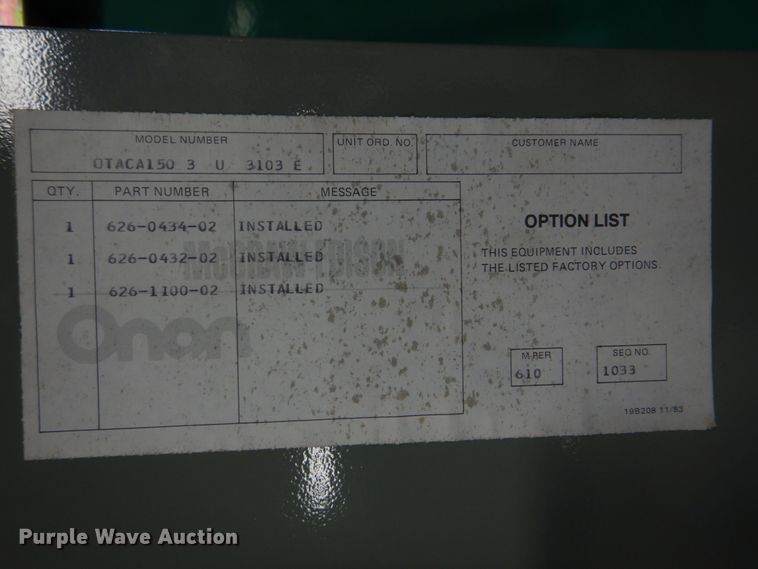 MODEL NUMBER
OTACA150 3 U 3103 E
UNIT ORD. NO.
CUSTOMER NAME
QTY. PART NUMBER MESSAGE
1 626-0434-02 INSTALLED
1 626-0432-02 INSTALLED
1 626-1100-02 INSTALLED
McGRAW-EDISON
Onan
OPTION LIST
THIS EQUIPMENT INCLUDES
THE LISTED FACTORY OPTIONS.
M-PER
610
SEQ NO.
1033
19B208 11/83
Purple Wave Auction